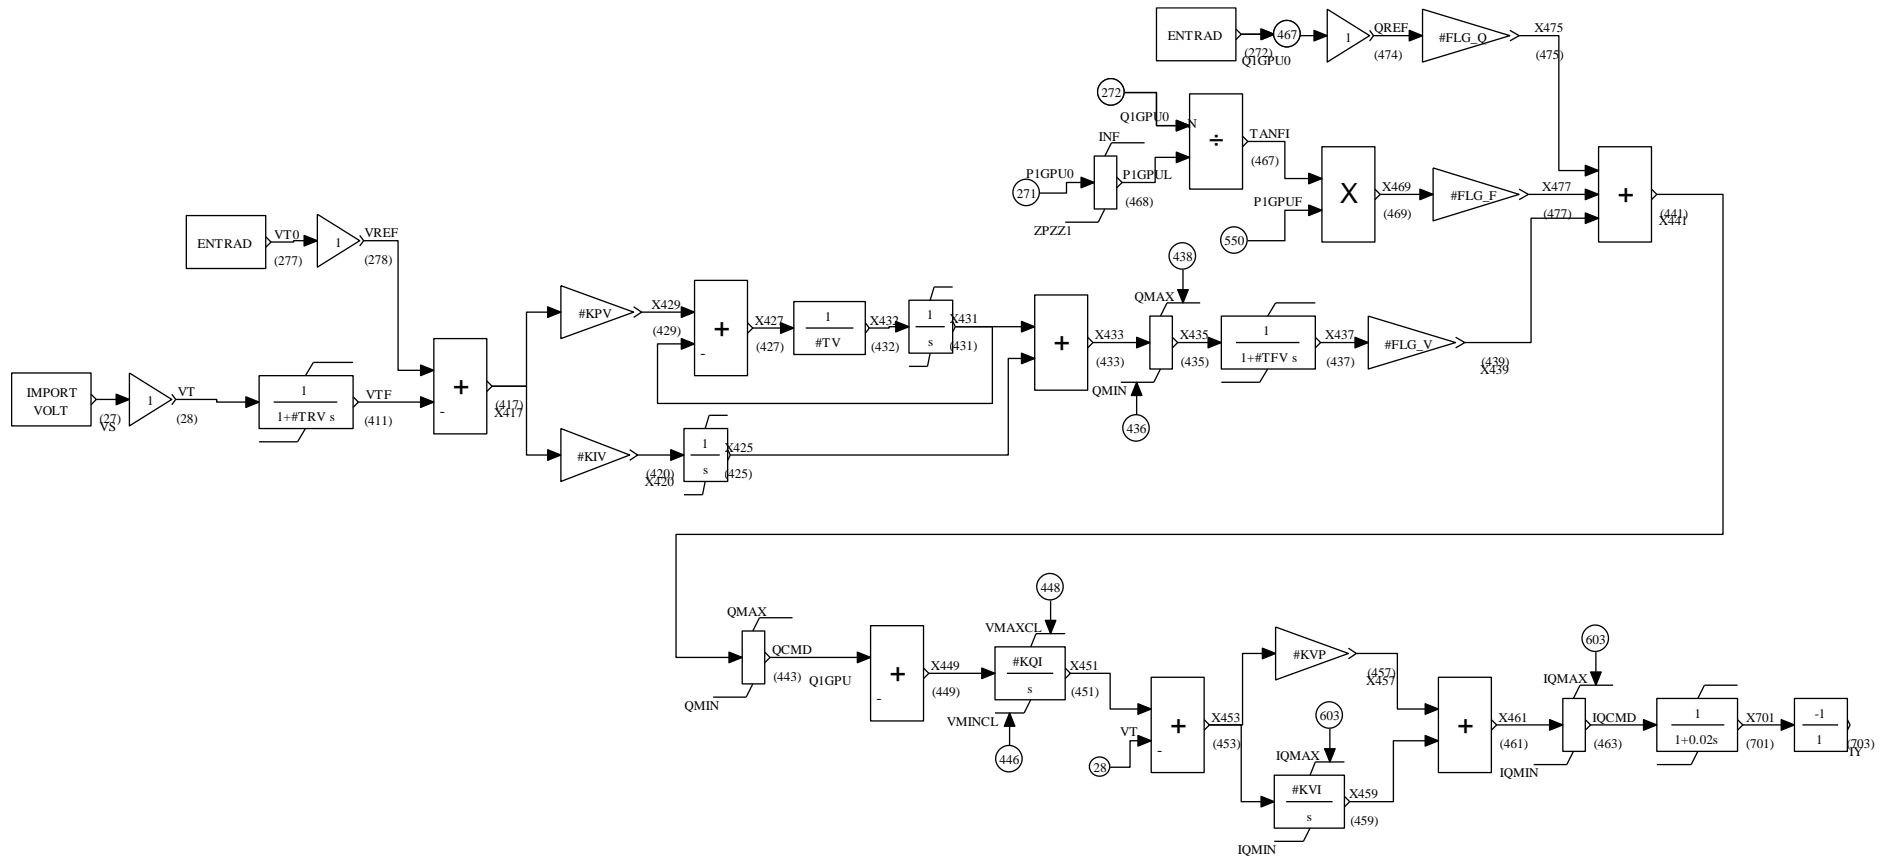 ENTRAD
(272)
Q1GPU0
467
1
QREF
(474)
#FLG_Q
X475
(475)
272
Q1GPU0
N
÷
TANFI
(467)
INF
P1GPU0
271
P1GPUL
(468)
ZPZZ1
P1GPUF
550
X
X469
(469)
#FLG_F
X477
(477)
+
(441)
X441
ENTRAD
VT0
(277)
1
VREF
(278)
IMPORT
VOLT
(27)
VS
1
VT
(28)
1
1+#TRV s
VTF
(411)
+
-
(417)
X417
#KPV
X429
(429)
+
-
X427
(427)
1
#TV
X432
(432)
1
s
X431
(431)
#KIV
(420)
X420
1
s
X425
(425)
+
X433
(433)
438
QMAX
QMIN
436
X435
(435)
1
1+#TFV s
X437
(437)
#FLG_V
(439)
X439
QMAX
QMIN
QCMD
(443)
Q1GPU
+
-
X449
(449)
448
VMAXCL
#KQI
s
VMINCL
446
X451
(451)
VT
28
+
-
X453
(453)
#KVP
(457)
X457
603
IQMAX
#KVI
s
IQMIN
X459
(459)
+
X461
(461)
603
IQMAX
IQMIN
IQCMD
(463)
1
1+0.02s
X701
(701)
-1
1
(703)
IY